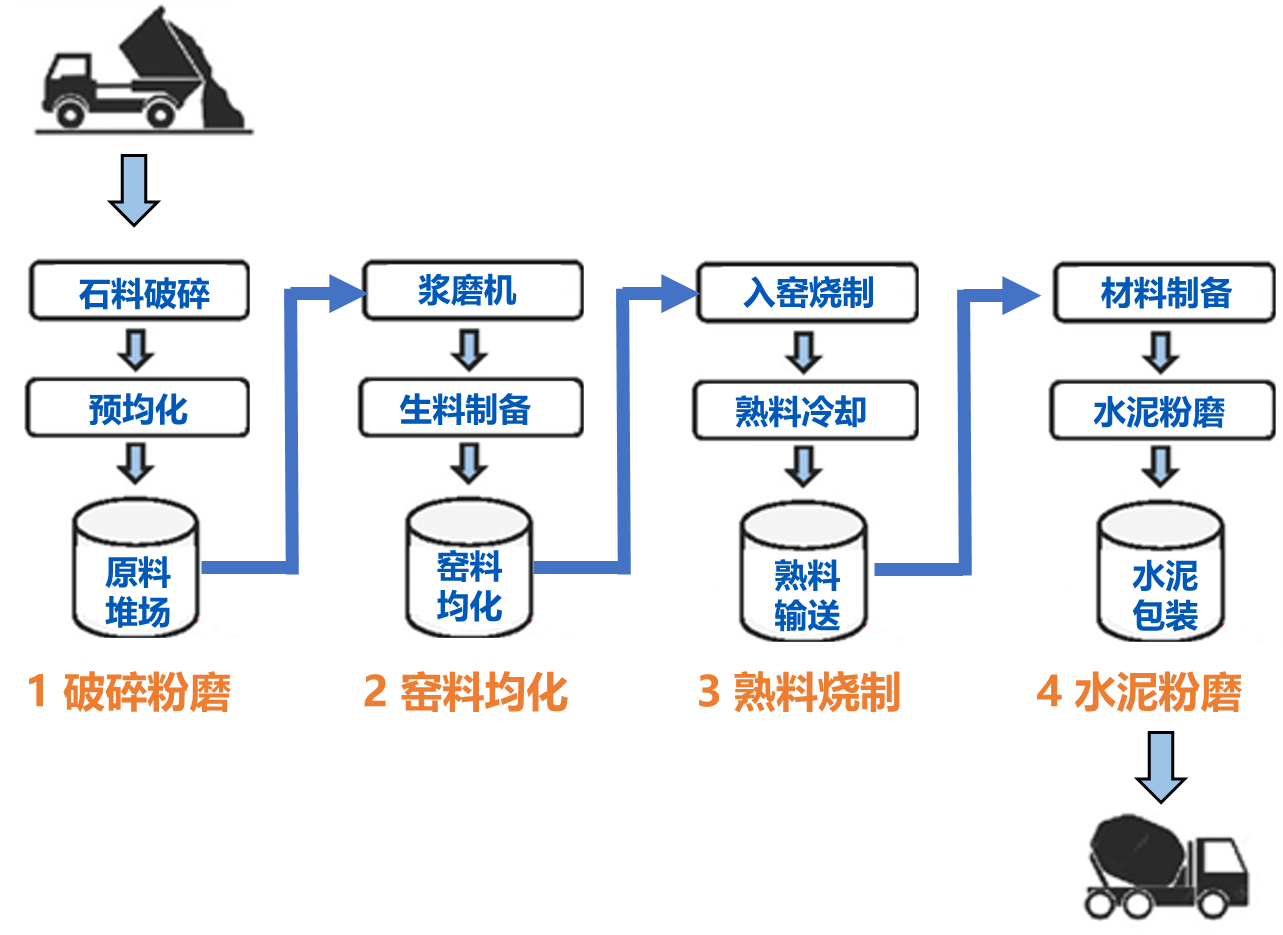 石料破碎
预均化
原料
堆场
1 破碎粉磨
浆磨机
生料制备
窑料
均化
2 窑料均化
入窑烧制
熟料冷却
熟料
输送
3 熟料烧制
材料制备
水泥粉磨
水泥
包装
4 水泥粉磨